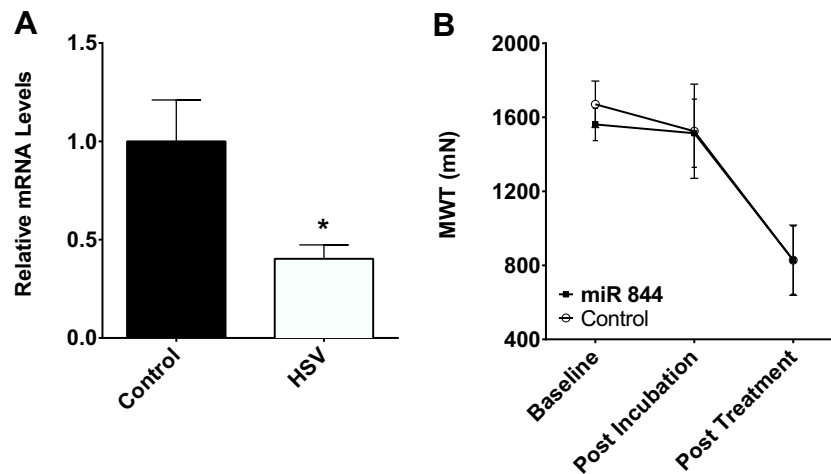 A
Relative mRNA Levels
1.5
1.0
0.5
0.0
*
Control
HSV
B
MWT (mN)
2000
1600
1200
800
400
miR 844
Control
Baseline
Post Incubation
Post Treatment